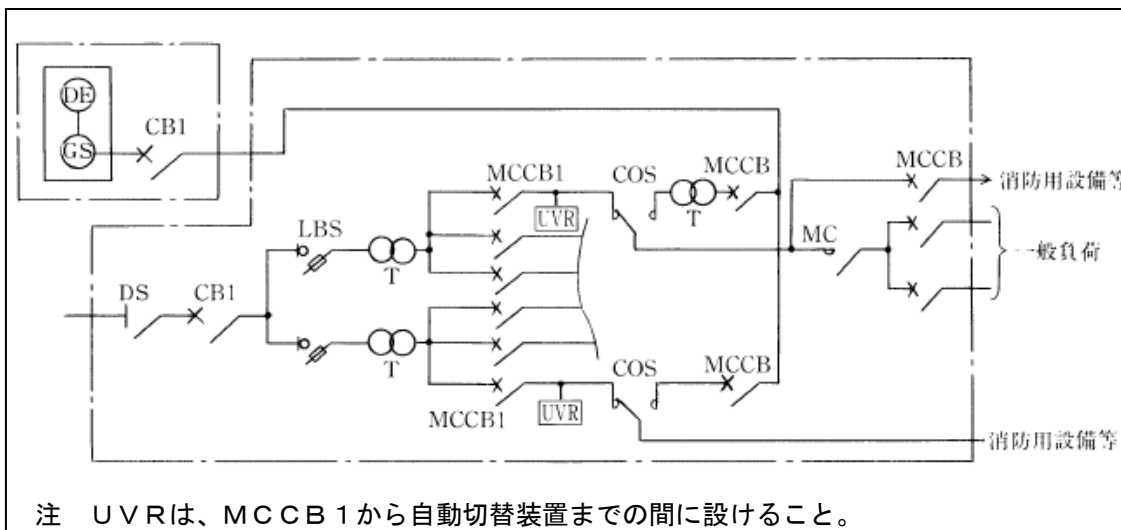 DE
GS
CB1
MCCB1
COS
MCCB
T
UVR
MCCB
消防用設備等
LBS
T
MC
一般負荷
DS
CB1
T
COS
MCCB
MCCB1
UVR
消防用設備等
注 UVRは、MCCB1から自動切替装置までの間に設けること。